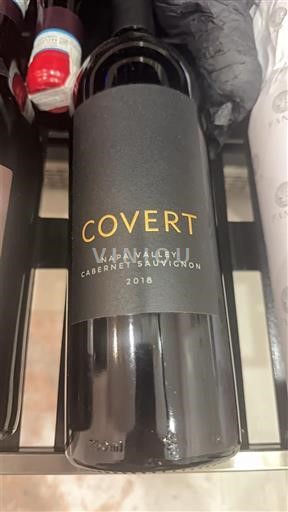 COVERT
NAPA VALLEY
CABERNET SAUVIGNON
2018